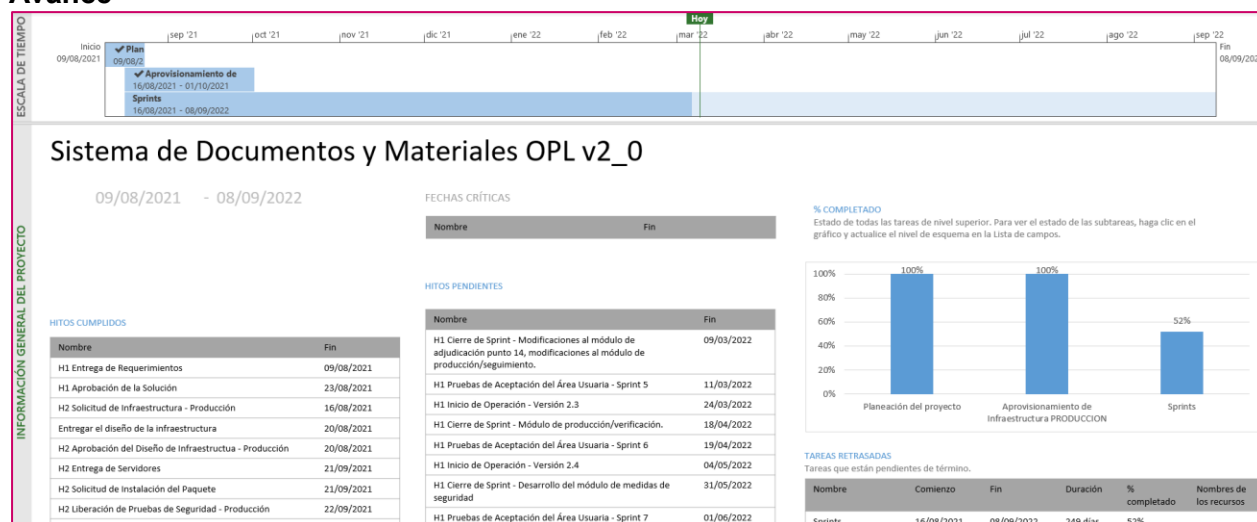 Avance
Hoy
sep '21
oct '21
nov '21
dic '21
ene '22
feb '22
mar '22
abr '22
may '22
jun '22
jul '22
ago '22
sep '22
ESCALA DE TIEMPO
Inicio
09/08/2021
Plan
09/08/2
Aprovisionamiento de
16/08/2021 - 01/10/2021
Sprints
16/08/2021 - 08/09/2022
Fin
08/09/202
INFORMACIÓN GENERAL DEL PROYECTO
Sistema de Documentos y Materiales OPL v2_0
09/08/2021 - 08/09/2022
HITOS CUMPLIDOS
Nombre Fin
H1 Entrega de Requerimientos 09/08/2021
H1 Aprobación de la Solución 23/08/2021
H2 Solicitud de Infraestructura - Producción 16/08/2021
Entregar el diseño de la infraestructura 20/08/2021
H2 Aprobación del Diseño de Infraestructua - Producción 20/08/2021
H2 Entrega de Servidores 21/09/2021
H2 Solicitud de Instalación del Paquete 21/09/2021
H2 Liberación de Pruebas de Seguridad - Producción 22/09/2021
FECHAS CRÍTICAS
Nombre Fin
HITOS PENDIENTES
Nombre Fin
H1 Cierre de Sprint - Modificaciones al módulo de 09/03/2022
adjudicación punto 14, modificaciones al módulo de
producción/seguimiento.
H1 Pruebas de Aceptación del Área Usuaria - Sprint 5 11/03/2022
H1 Inicio de Operación - Versión 2.3 24/03/2022
H1 Cierre de Sprint - Módulo de producción/verificación. 18/04/2022
H1 Pruebas de Aceptación del Área Usuaria - Sprint 6 19/04/2022
H1 Inicio de Operación - Versión 2.4 04/05/2022
H1 Cierre de Sprint - Desarrollo del módulo de medidas de 31/05/2022
seguridad
H1 Pruebas de Aceptación del Área Usuaria - Sprint 7 01/06/2022
% COMPLETADO
Estado de todas las tareas de nivel superior. Para ver el estado de las subtareas, haga clic en el
gráfico y actualice el nivel de esquema en la Lista de campos.
100%
80%
60%
40%
20%
0%
100%
100%
52%
Planeación del proyecto
Aprovisionamiento de
Infraestructura PRODUCCION
Sprints
TAREAS RETRASADAS
Tareas que están pendientes de término.
Nombre Comienzo Fin Duración % completado Nombres de los recursos
Sprints 16/08/2021 08/09/2022 249 días 52%